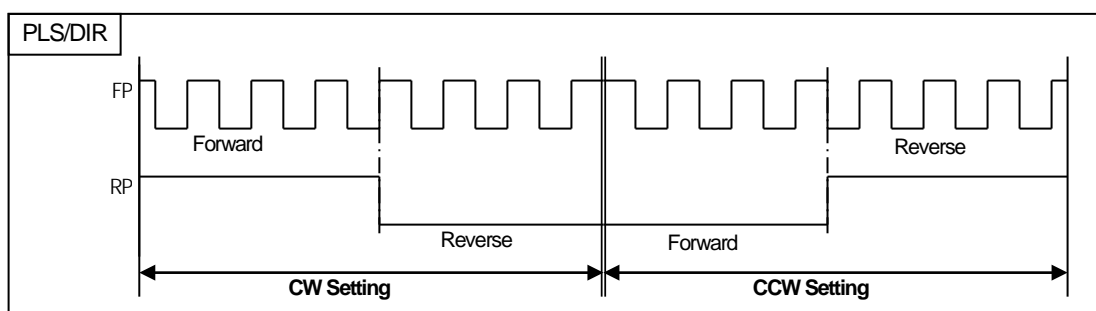 PLS/DIR
FP
Forward
Reverse
RP
Reverse
Forward
CW Setting
CCW Setting